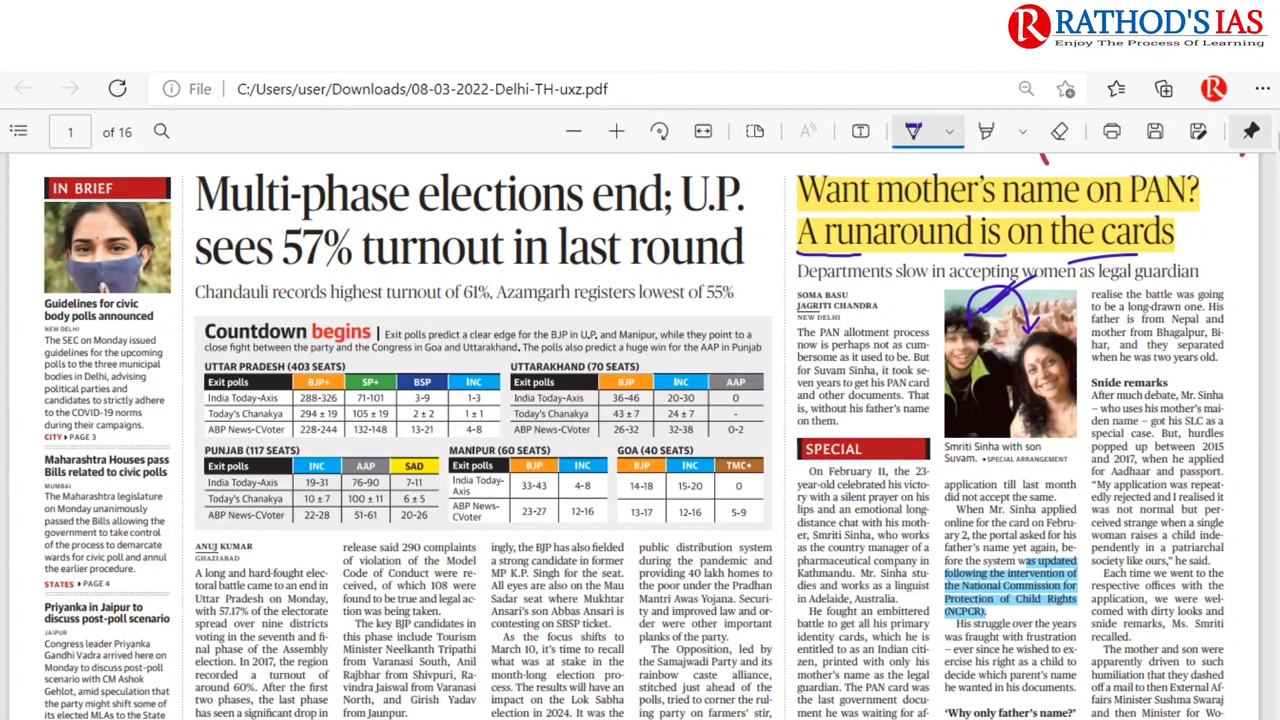 RATHOD'S IAS
Enjoy The Process Of Learning
File C:/Users/user/Downloads/08-03-2022-Delhi-TH-uxz.pdf
1 of 16
IN BRIEF
Guidelines for civic
body polls announced
NEW DELHI
The SEC on Monday issued
guidelines for the upcoming
polls to the three municipal
bodies in Delhi, advising
political parties and
candidates to strictly adhere
to the COVID-19 norms
during their campaigns.
CITY PAGE 3
Maharashtra Houses pass
Bills related to civic polls
MUMBAI
The Maharashtra legislature
on Monday unanimously
passed the Bills allowing the
government to take control
of the process to demarcate
wards for civic poll and annul
the earlier procedure.
STATES PAGE 4
Priyanka in Jaipur to
discuss post-poll scenario
JAIPUR
Congress leader Priyanka
Gandhi Vadra arrived here on
Monday to discuss post-poll
scenario with CM Ashok
Gehlot, amid speculation that
the party might shift some of
its elected MLAs to the State
Multi-phase elections end; U.P.
sees 57% turnout in last round
Chandauli records highest turnout of 61%, Azamgarh registers lowest of 55%
Countdown begins | Exit polls predict a clear edge for the BJP in U.P. and Manipur, while they point to a
close fight between the party and the Congress in Goa and Uttarakhand. The polls also predict a huge win for the AAP in Punjab
UTTAR PRADESH (403 SEATS)
Exit polls BJP+ SP+ BSP INC
India Today-Axis 288-326 71-101 3-9 1-3
Today's Chanakya 294 ±19 105 ±19 2 ± 2 1 ± 1
ABP News-CVoter 228-244 132-148 13-21 4-8
UTTARAKHAND (70 SEATS)
Exit polls BJP INC AAP
India Today-Axis 36-46 20-30 0
Today's Chanakya 43 ±7 24 ±7 -
ABP News-CVoter 26-32 32-38 0-2
PUNJAB (117 SEATS)
Exit polls INC AAP SAD
India Today-Axis 19-31 76-90 7-11
Today's Chanakya 10 ± 7 100 ± 11 6 ± 5
ABP News-CVoter 22-28 51-61 20-26
MANIPUR (60 SEATS)
Exit polls BJP INC
India Today-
Axis 33-43 4-8
ABP News-
CVoter 23-27 12-16
GOA (40 SEATS)
BJP INC TMC+
14-18 15-20 0
13-17 12-16 5-9
ANUJ KUMAR
GHAZIABAD
A long and hard-fought elec-
toral battle came to an end in
Uttar Pradesh on Monday,
with 57.17% of the electorate
spread over nine districts
voting in the seventh and fi-
nal phase of the Assembly
election. In 2017, the region
recorded a turnout of
around 60%. After the first
two phases, the last phase
has seen a significant drop in
release said 290 complaints
of violation of the Model
Code of Conduct were re-
ceived, of which 108 were
found to be true and legal ac-
tion was being taken.
The key BJP candidates in
this phase include Tourism
Minister Neelkanth Tripathi
from Varanasi South, Anil
Rajbhar from Shivpuri, Ra-
vindra Jaiswal from Varanasi
North, and Girish Yadav
from Jaunpur.
ingly, the BJP has also fielded
a strong candidate in former
MP K.P. Singh for the seat.
All eyes are also on the Mau
Sadar seat where Mukhtar
Ansari's son Abbas Ansari is
contesting on SBSP ticket.
As the focus shifts to
March 10, it's time to recall
what was at stake in the
month-long election pro-
cess. The results will have an
impact on the Lok Sabha
election in 2024. It was the
public distribution system
during the pandemic and
providing 40 lakh homes to
the poor under the Pradhan
Mantri Awas Yojana. Securi-
ty and improved law and or-
der were other important
planks of the party.
The Opposition, led by
the Samajwadi Party and its
rainbow caste alliance,
stitched just ahead of the
polls, tried to corner the rul-
ing party on farmers' stir,
Want mother's name on PAN?
A runaround is on the cards
Departments slow in accepting women as legal guardian
SOMA BASU
JAGRITI CHANDRA
NEW DELHI
The PAN allotment process
now is perhaps not as cum-
bersome as it used to be. But
for Suvam Sinha, it took se-
ven years to get his PAN card
and other documents. That
is, without his father's name
on them.
SPECIAL
On February 11, the 23-
year-old celebrated his victo-
ry with a silent prayer on his
lips and an emotional long-
distance chat with his moth-
er, Smriti Sinha, who works
as the country manager of a
pharmaceutical company in
Kathmandu. Mr. Sinha stu-
dies and works as a linguist
in Adelaide, Australia.
He fought an embittered
battle to get all his primary
identity cards, which he is
entitled to as an Indian citi-
zen, printed with only his
mother's name as the legal
guardian. The PAN card was
the last government docu-
ment he was waiting for af-
Smriti Sinha with son
Suvam. ■SPECIAL ARRANGEMENT
application till last month
did not accept the same.
When Mr. Sinha applied
online for the card on Febru-
ary 2, the portal asked for his
father's name yet again, be-
fore the system was updated
following the intervention of
the National Commission for
Protection of Child Rights
(NCPCR).
His struggle over the years
was fraught with frustration
– ever since he wished to ex-
ercise his right as a child to
decide which parent's name
he wanted in his documents.
'Why only father's name?'
realise the battle was going
to be a long-drawn one. His
father is from Nepal and
mother from Bhagalpur, Bi-
har, and they separated
when he was two years old.
Snide remarks
After much debate, Mr. Sinha
– who uses his mother's mai-
den name – got his SLC as a
special case. But, hurdles
popped up between 2015
and 2017, when he applied
for Aadhaar and passport.
“My application was repeat-
edly rejected and I realised it
was not normal but per-
ceived strange when a single
woman raises a child inde-
pendently in a patriarchal
society like ours,” he said.
Each time we went to the
respective offices with the
application, we were wel-
comed with dirty looks and
snide remarks, Ms. Smriti
recalled.
The mother and son were
apparently driven to such
humiliation that they dashed
off a mail to then External Af-
fairs Minister Sushma Swaraj
and then Minister for Wo-